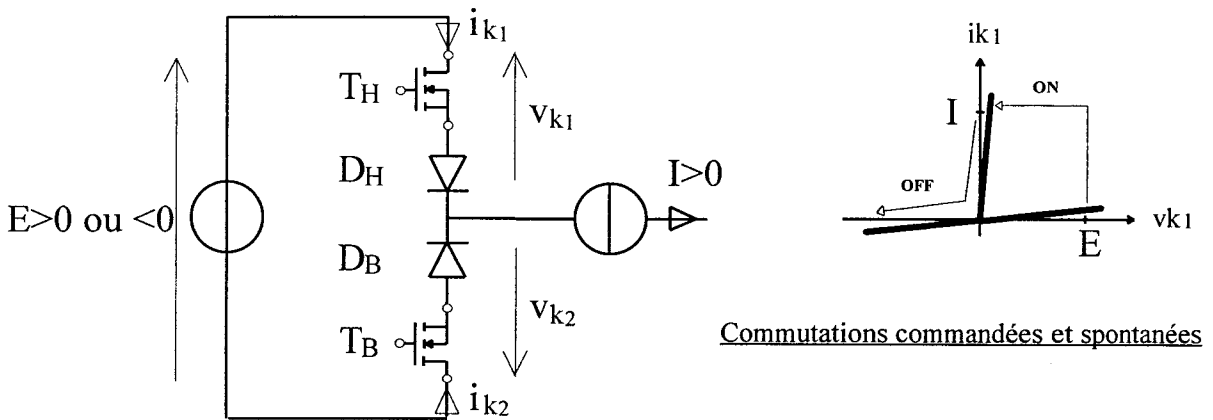 ik1
TH
vk1
DH
E>0 ou <0
I>0
DB
vk2
TB
ik2
ik1
I
ON
OFF
vk1
E
Commutations commandées et spontanées